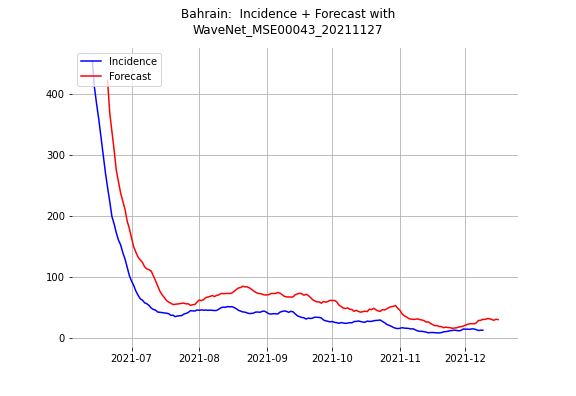 Bahrain:  Incidence + Forecast with
WaveNet_MSE00043_20211127
Incidence
Forecast
400
300
200
100
0
2021-07 2021-08 2021-09 2021-10 2021-11 2021-12